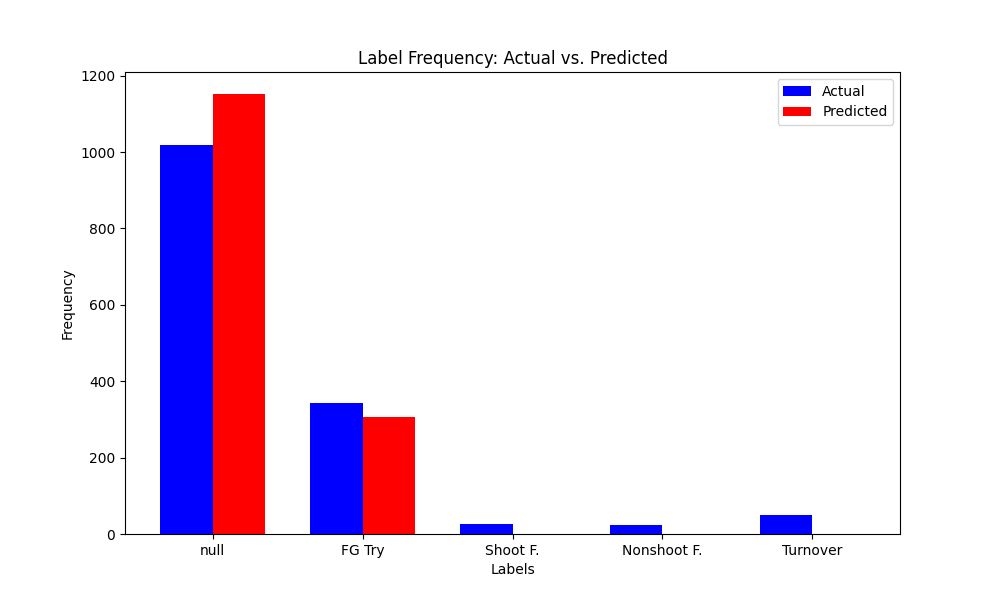 Label Frequency: Actual vs. Predicted
Actual
Predicted
1200
1000
800
600
400
200
0
Frequency
null
FG Try
Shoot F.
Nonshoot F.
Turnover
Labels